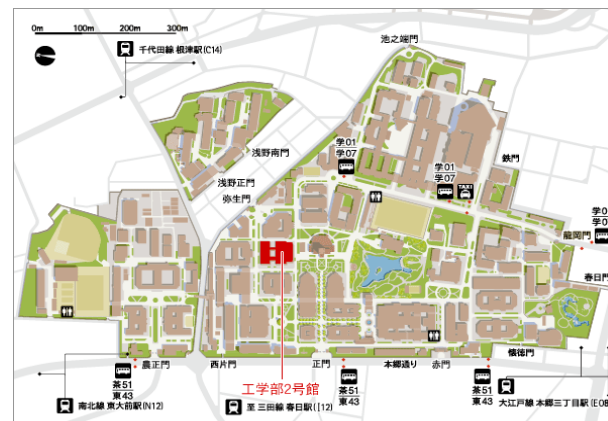 0m 100m 200m 300m
千代田線 根津駅(C14)
池之端門
浅野南門
学01
学07
学01
学07
TAXI
鉄門
浅野正門
弥生門
学0
学0
龍岡門
春日門
懐徳門
農正門
西片門
正門
本郷通り
赤門
工学部2号館
茶51
東43
茶51
東43
茶51
東43
南北線 東大前駅(N12)
至 三田線 春日駅(I12)
大江戸線 本郷三丁目駅(E08